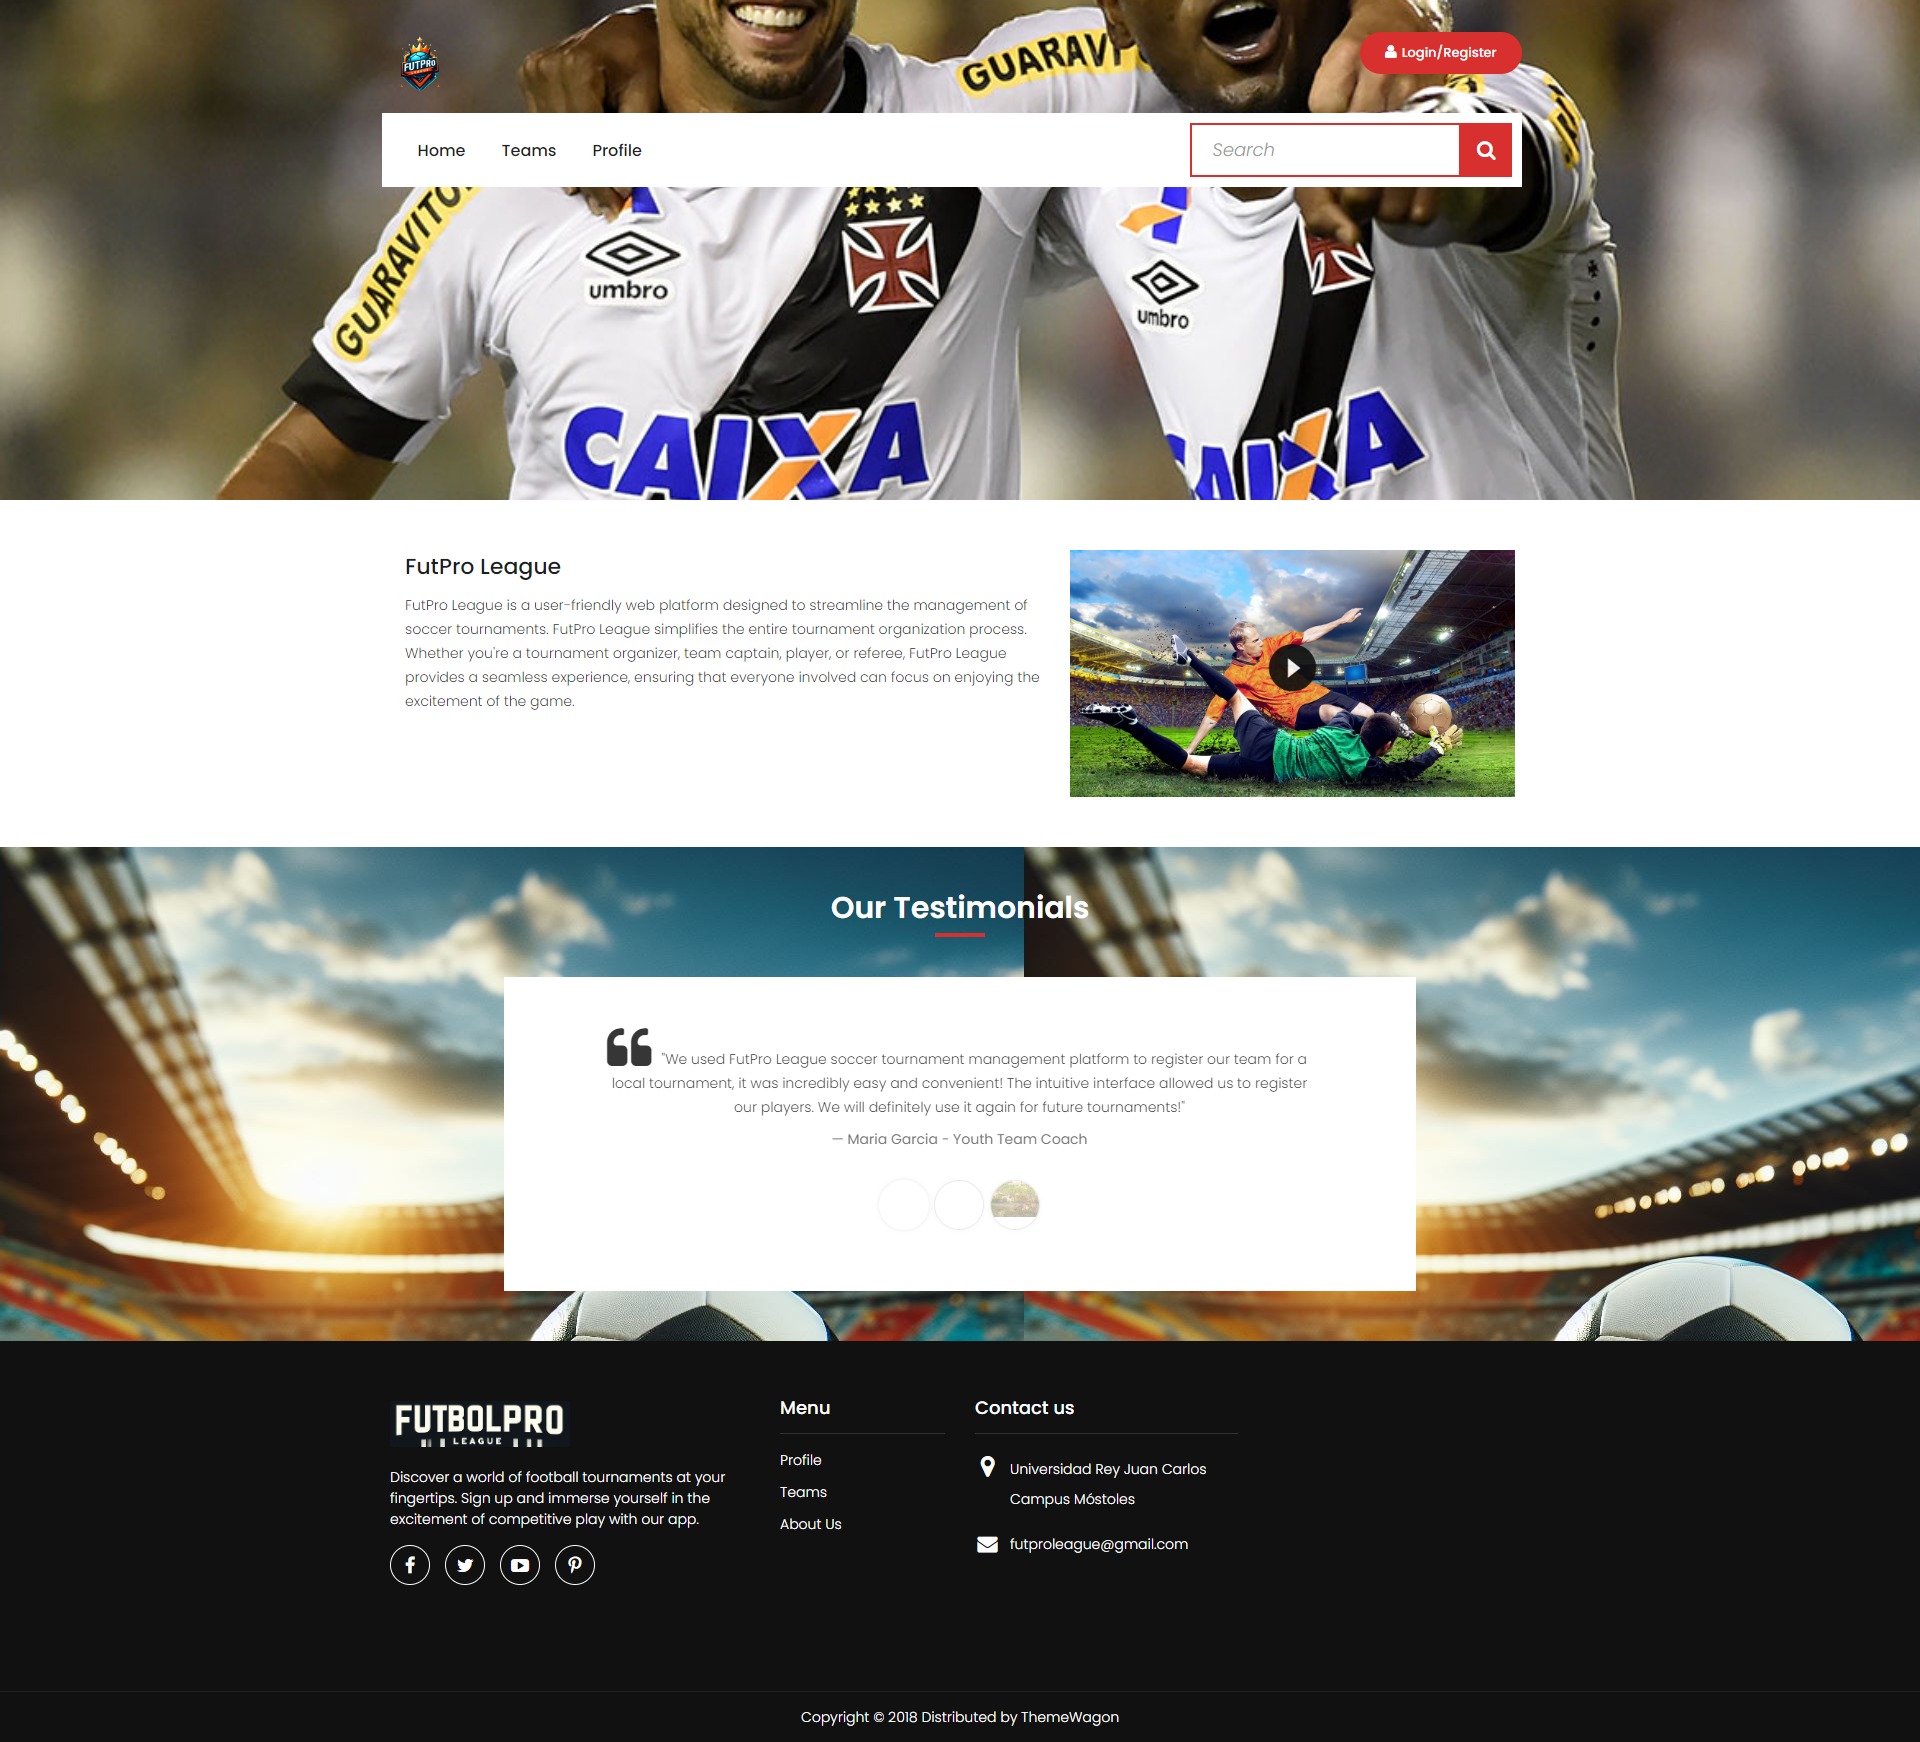 FUTPRO
LEAGUE
GUARAVI
Login/Register
Home
Teams
Profile
Search
GUARAVITO
umbro
umbro
CAIXA
CAIXA
FutPro League
FutPro League is a user-friendly web platform designed to streamline the management of
soccer tournaments. FutPro League simplifies the entire tournament organization process.
Whether you're a tournament organizer, team captain, player, or referee, FutPro League
provides a seamless experience, ensuring that everyone involved can focus on enjoying the
excitement of the game.
Our Testimonials
"We used FutPro League soccer tournament management platform to register our team for a
local tournament, it was incredibly easy and convenient! The intuitive interface allowed us to register
our players. We will definitely use it again for future tournaments!"
— Maria Garcia - Youth Team Coach
FUTBOLPRO
LEAGUE
Discover a world of football tournaments at your
fingertips. Sign up and immerse yourself in the
excitement of competitive play with our app.
Menu
Profile
Teams
About Us
Contact us
Universidad Rey Juan Carlos
Campus Móstoles
futproleague@gmail.com
Copyright © 2018 Distributed by ThemeWagon